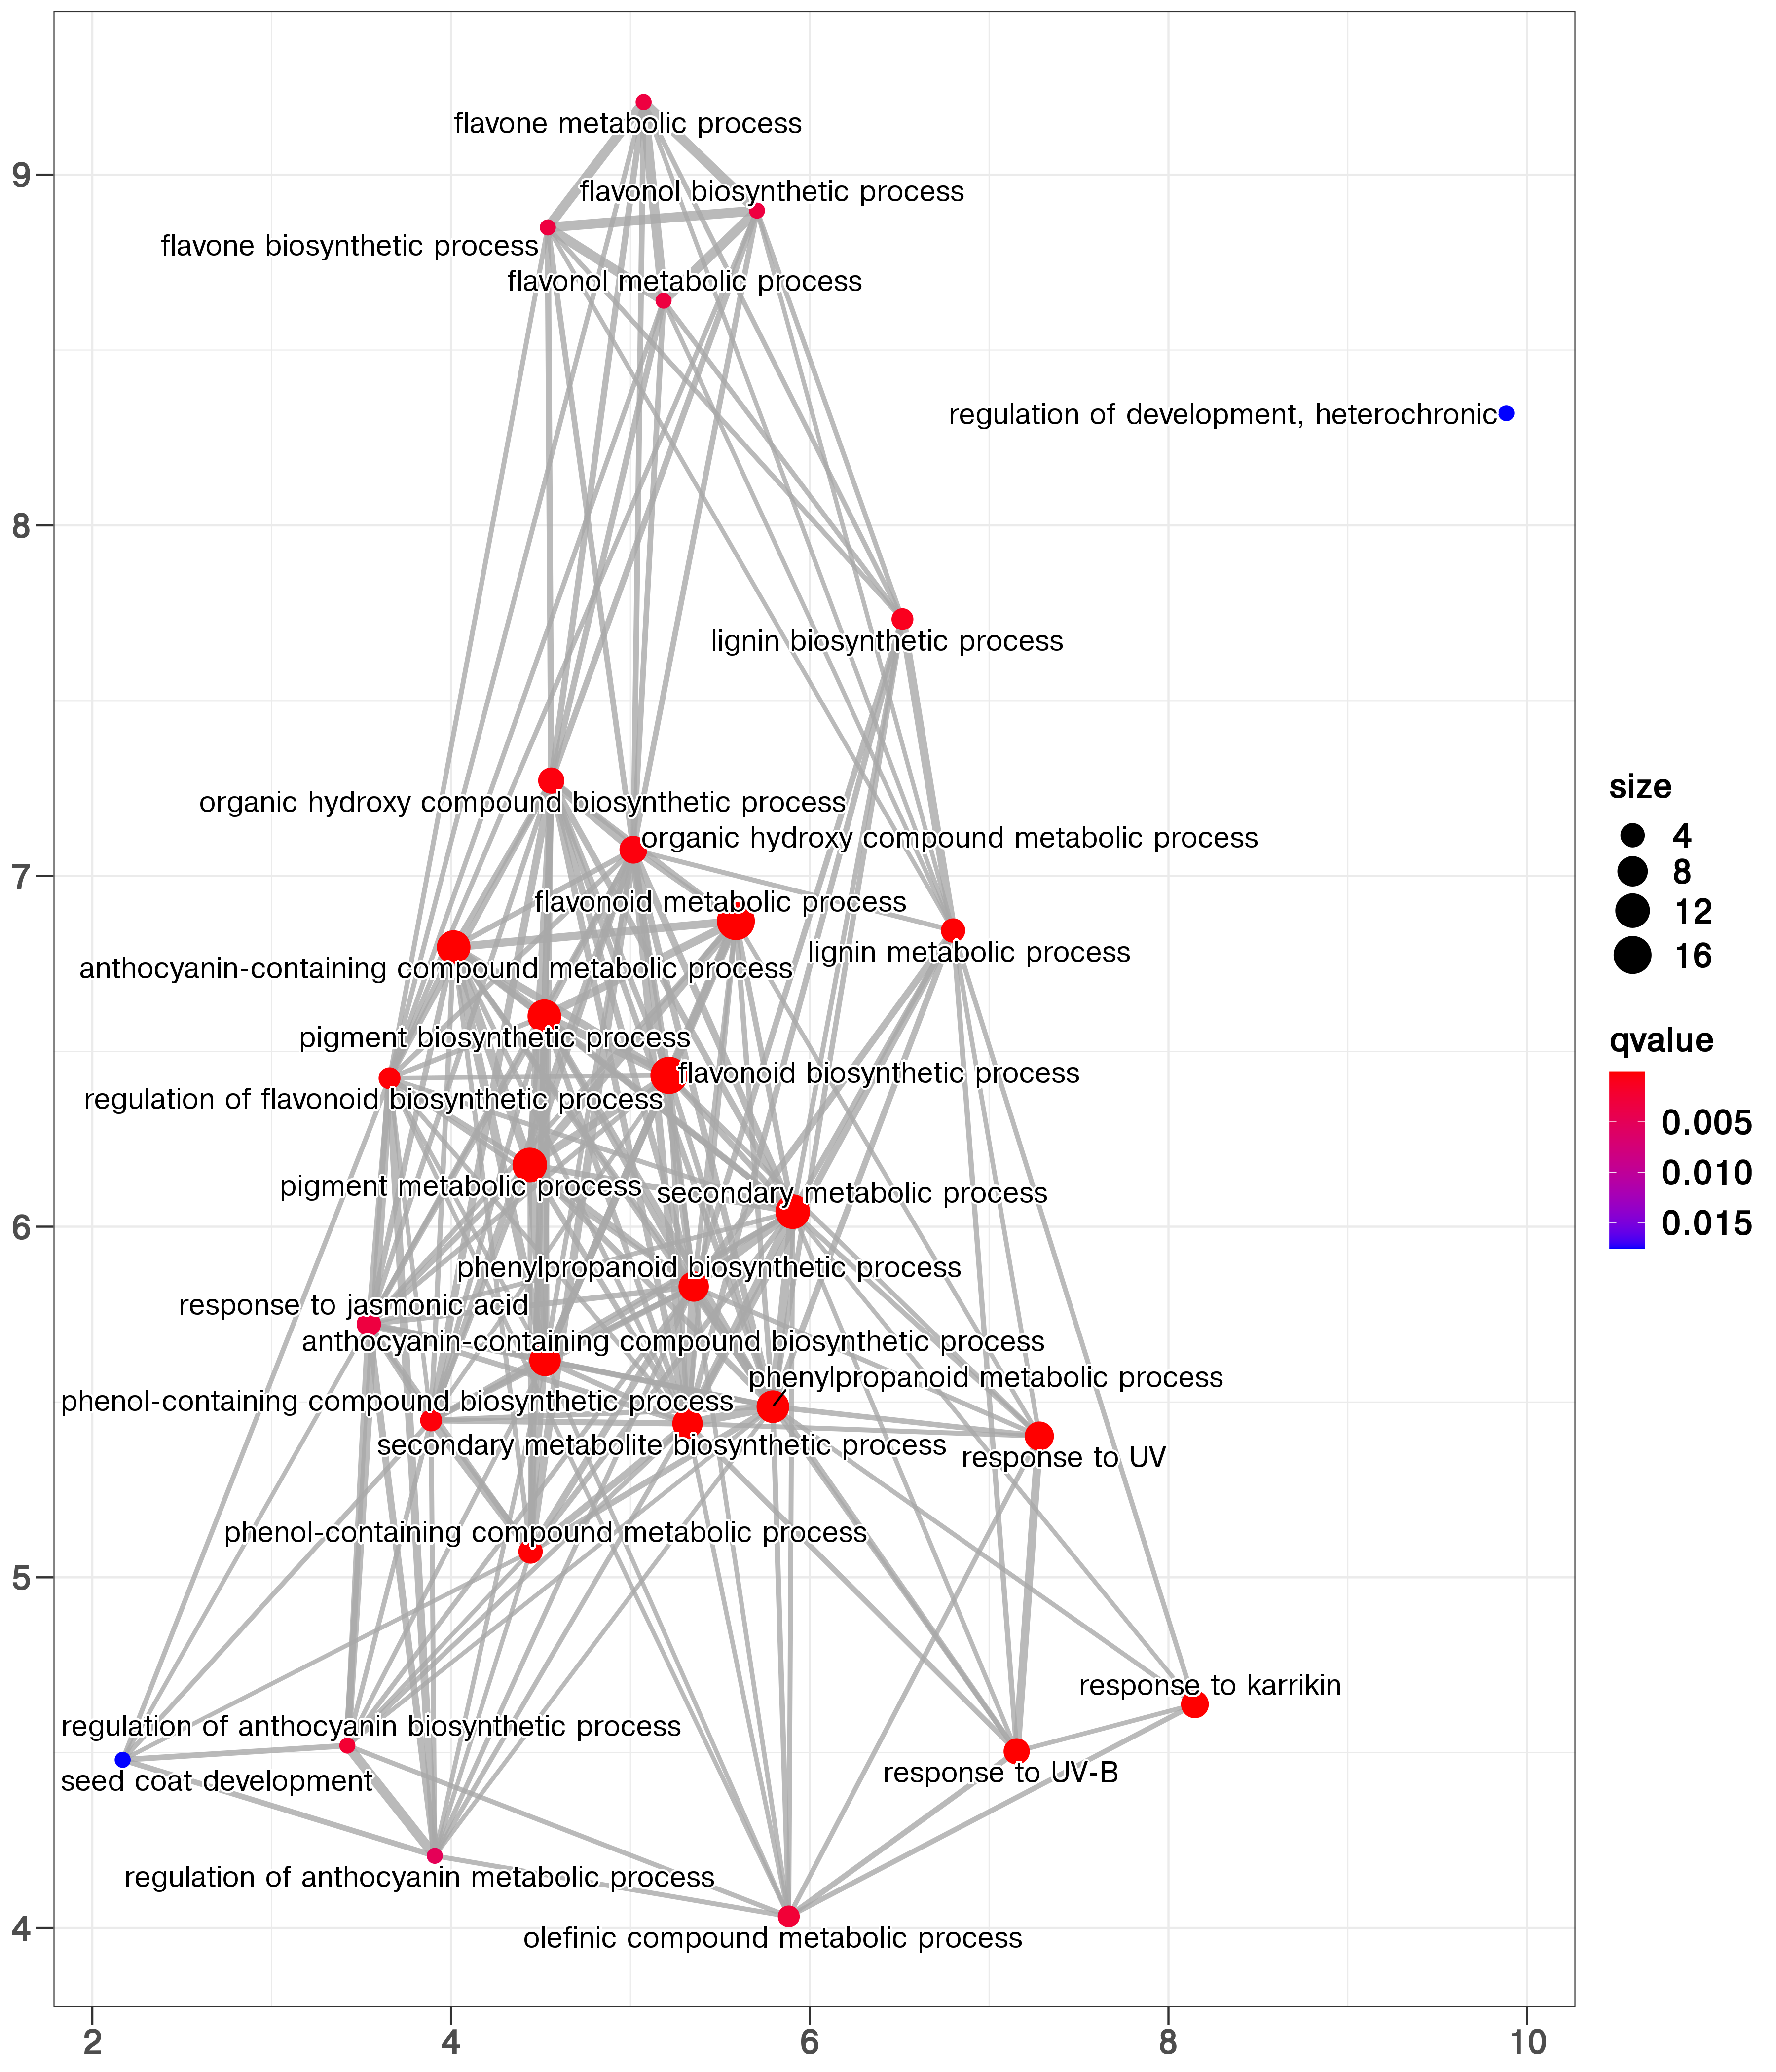 flavone metabolic process
9
flavonol biosynthetic process
flavone biosynthetic process
flavonol metabolic process
regulation of development, heterochronic
8
lignin biosynthetic process
organic hydroxy compound biosynthetic process
organic hydroxy compound metabolic process
7
flavonoid metabolic process
lignin metabolic process
anthocyanin-containing compound metabolic process
pigment biosynthetic process
flavonoid biosynthetic process
regulation of flavonoid biosynthetic process
pigment metabolic process
secondary metabolic process
6
phenylpropanoid biosynthetic process
response to jasmonic acid
anthocyanin-containing compound biosynthetic process
phenylpropanoid metabolic process
phenol-containing compound biosynthetic process
secondary metabolite biosynthetic process
response to UV
phenol-containing compound metabolic process
5
response to karrikin
regulation of anthocyanin biosynthetic process
response to UV-B
seed coat development
regulation of anthocyanin metabolic process
4
olefinic compound metabolic process
2 4 6 8 10
size
4
8
12
16
qvalue
0.005
0.010
0.015